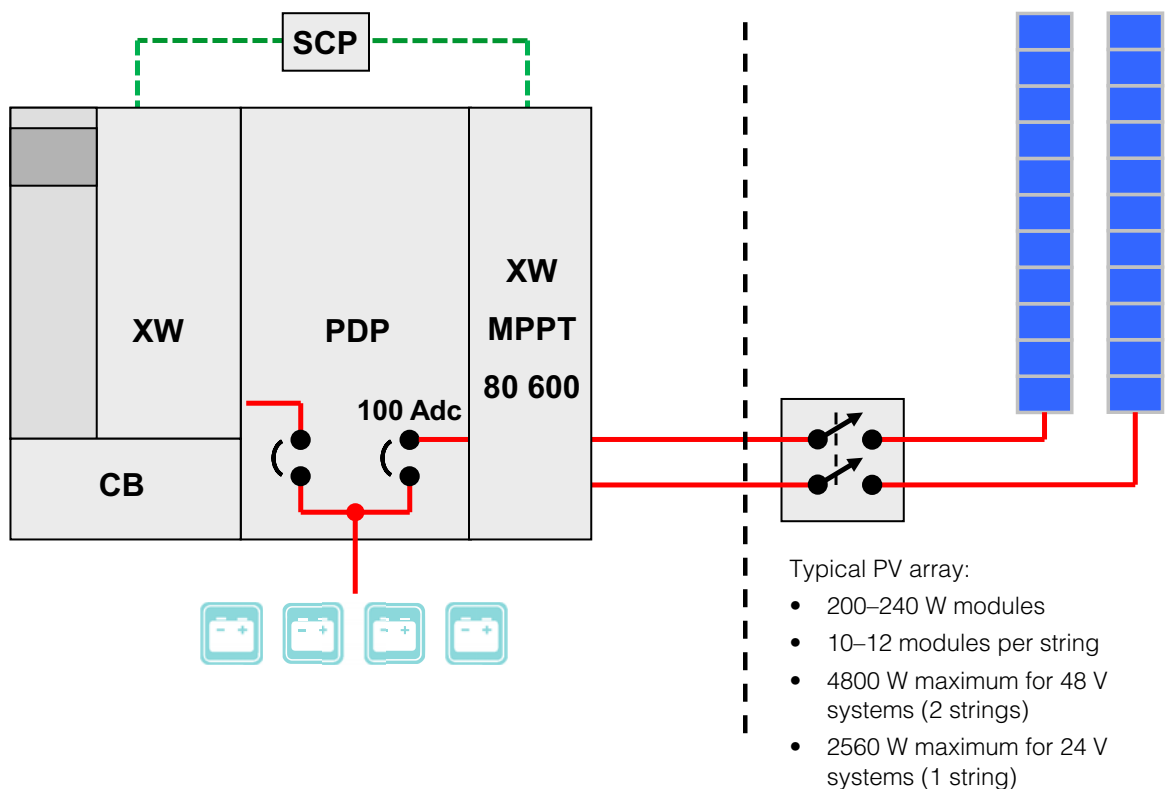 SCP
XW
PDP
XW
MPPT
80 600
100 Adc
CB
Typical PV array:
• 200–240 W modules
• 10–12 modules per string
• 4800 W maximum for 48 V
systems (2 strings)
• 2560 W maximum for 24 V
systems (1 string)